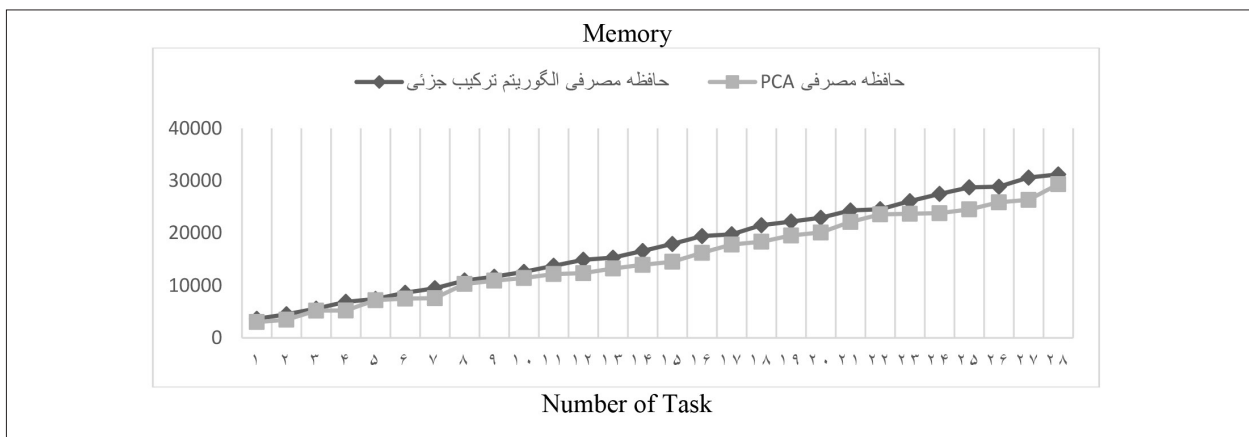 Memory
حافظه مصرفی الگوریتم ترکیب جزئی
حافظه مصرفی PCA
40000
30000
20000
10000
0
۱ ۲ ۳ ۴ ۵ ۶ ۷ ۸ ۹ ۱۰ ۱۱ ۱۲ ۱۳ ۱۴ ۱۵ ۱۶ ۱۷ ۱۸ ۱۹ ۲۰ ۲۱ ۲۲ ۲۳ ۲۴ ۲۵ ۲۶ ۲۷ ۲۸
Number of Task